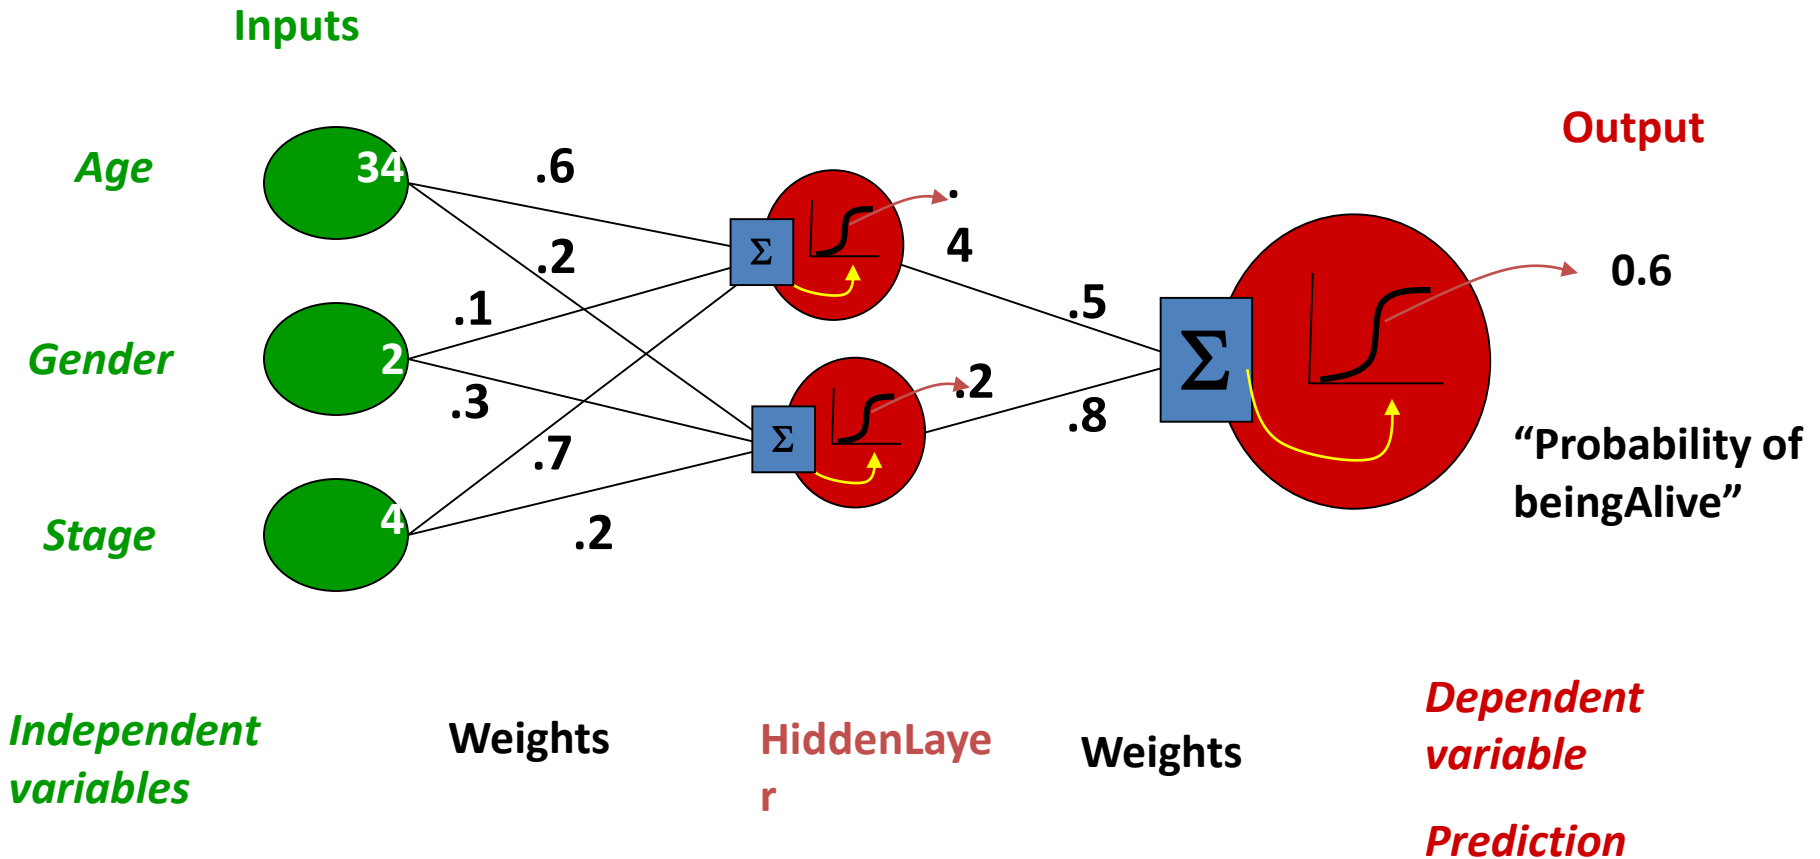 Inputs
Output
Age
34
.6
.
4
.2
Σ
0.6
.1
.5
Gender
2
Σ
.3
.2
.8
Σ
.7
"Probability of
beingAlive"
Stage
4
.2
Independent
variables
Weights
HiddenLaye
r
Weights
Dependent
variable
Prediction